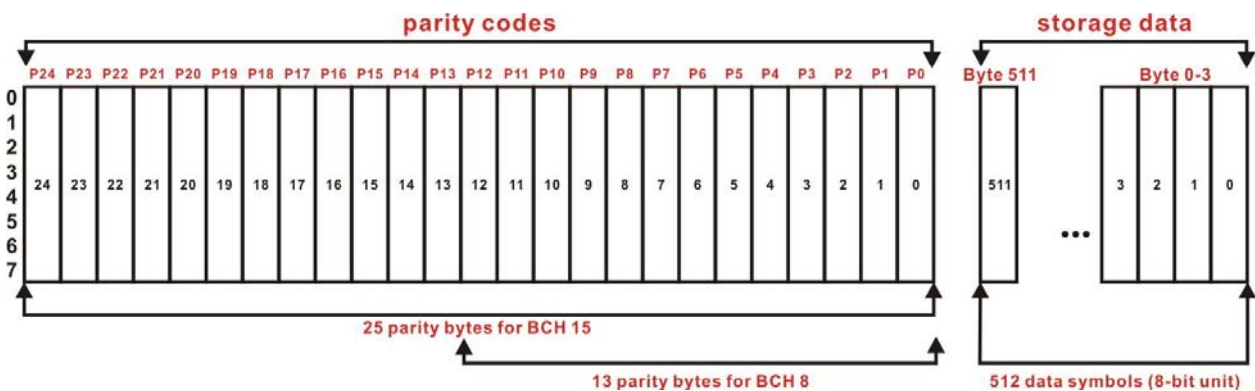 parity codes
storage data
P24 P23 P22 P21 P20 P19 P18 P17 P16 P15 P14 P13 P12 P11 P10 P9 P8 P7 P6 P5 P4 P3 P2 P1 P0
Byte 511
Byte 0-3
0
1
2
3
4
5
6
7
24 23 22 21 20 19 18 17 16 15 14 13 12 11 10 9 8 7 6 5 4 3 2 1 0
511
...
3 2 1 0
25 parity bytes for BCH 15
13 parity bytes for BCH 8
512 data symbols (8-bit unit)